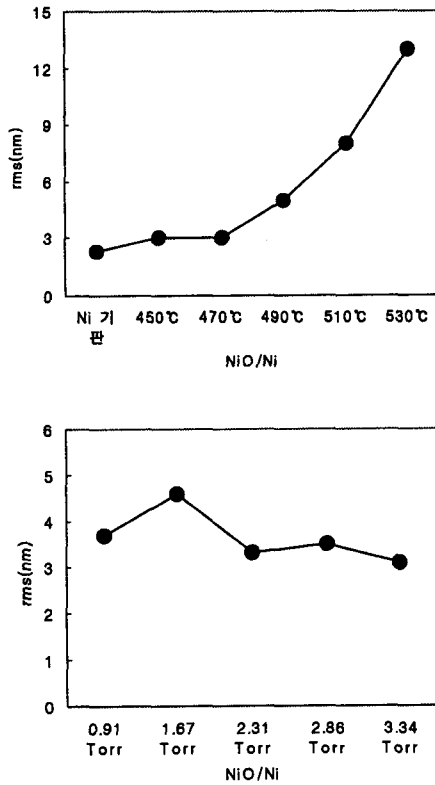 15
12
9
6
3
0
rms(nm)
Ni 기
판
450℃
470℃
490℃
510℃
530℃
NiO/Ni
6
5
4
3
2
1
0
rms(nm)
0.91
Torr
1.67
Torr
2.31
Torr
2.86
Torr
3.34
Torr
NiO/Ni